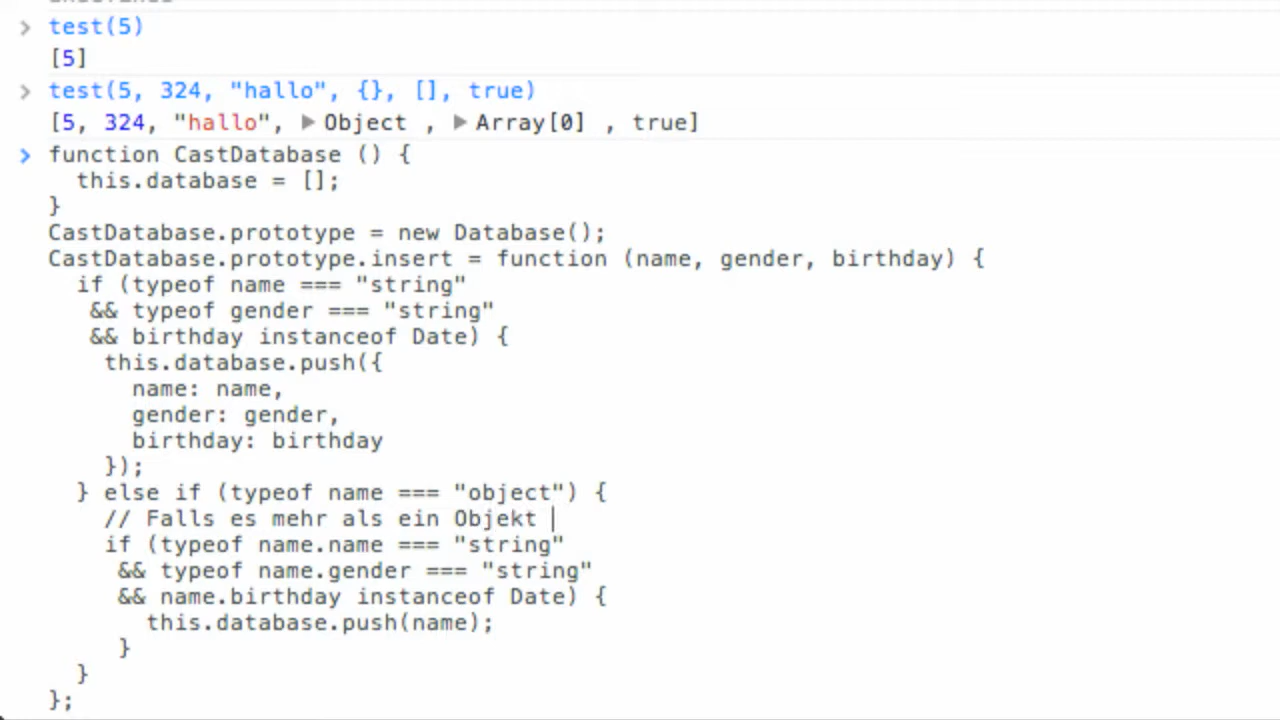 > test(5)
[5]
> test(5, 324, "hallo", {}, [], true)
[5, 324, "hallo", ▶ Object , ▶ Array[0] , true]
> function CastDatabase () {
this.database = [];
}
CastDatabase.prototype = new Database();
CastDatabase.prototype.insert = function (name, gender, birthday) {
if (typeof name === "string"
&& typeof gender === "string"
&& birthday instanceof Date) {
this.database.push({
name: name,
gender: gender,
birthday: birthday
});
} else if (typeof name === "object") {
// Falls es mehr als ein Objekt
if (typeof name.name === "string"
&& typeof name.gender === "string"
&& name.birthday instanceof Date) {
this.database.push(name);
}
}
};